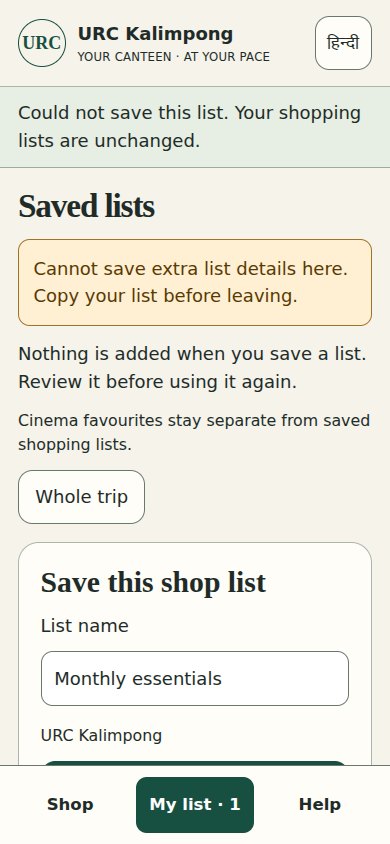 URC
URC Kalimpong
YOUR CANTEEN · AT YOUR PACE
हिन्दी
Could not save this list. Your shopping
lists are unchanged.
Saved lists
Cannot save extra list details here.
Copy your list before leaving.
Nothing is added when you save a list.
Review it before using it again.
Cinema favourites stay separate from saved
shopping lists.
Whole trip
Save this shop list
List name
Monthly essentials
URC Kalimpong
Shop
My list · 1
Help